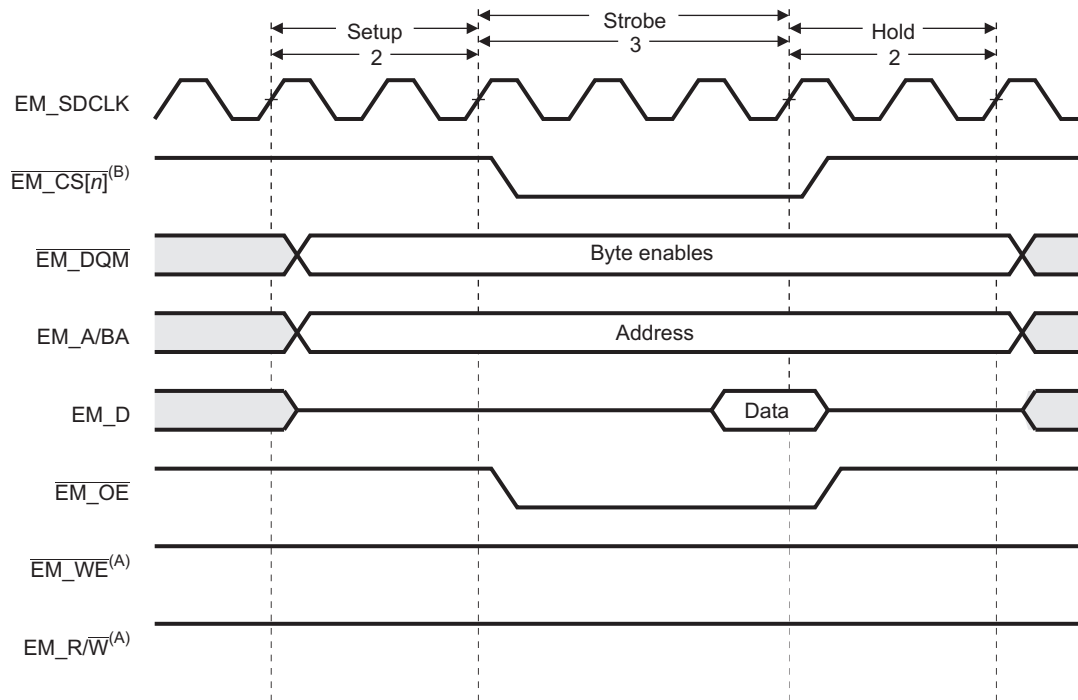 Setup
Strobe
Hold
2
3
2
EM_SDCLK
EM_CS[n](B)
EM_DQM
Byte enables
EM_A/BA
Address
EM_D
Data
EM_OE
EM_WE(A)
EM_R/W(A)